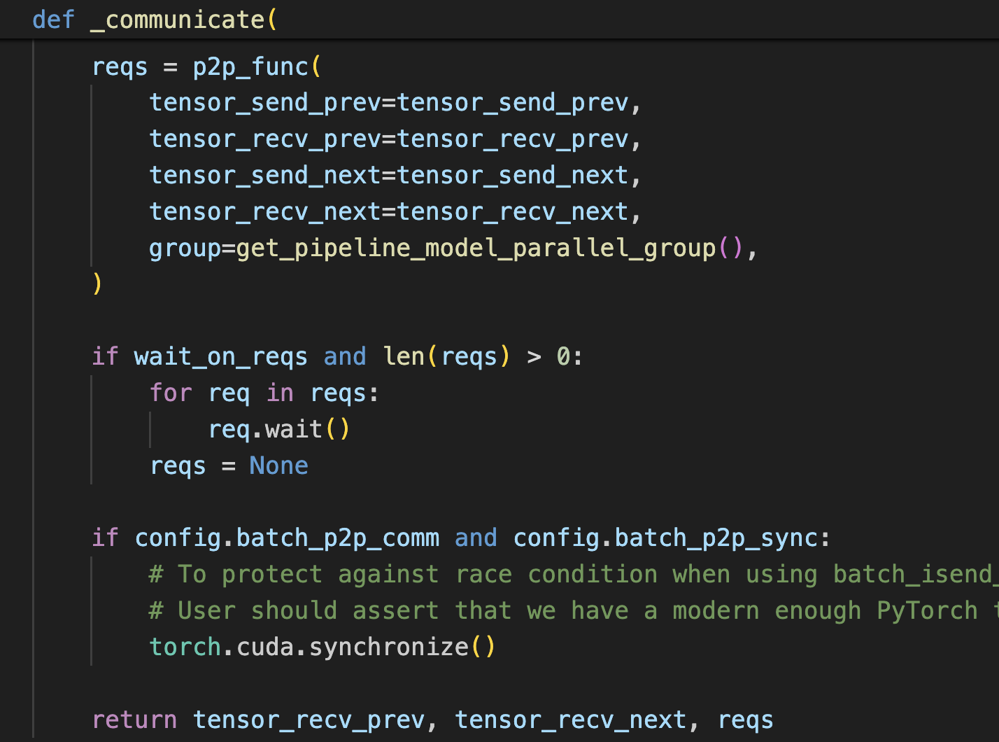 def _communicate(
reqs = p2p_func(
tensor_send_prev=tensor_send_prev,
tensor_recv_prev=tensor_recv_prev,
tensor_send_next=tensor_send_next,
tensor_recv_next=tensor_recv_next,
group=get_pipeline_model_parallel_group(),
)
if wait_on_reqs and len(reqs) > 0:
for req in reqs:
req.wait()
reqs = None
if config.batch_p2p_comm and config.batch_p2p_sync:
# To protect against race condition when using batch_isend_
# User should assert that we have a modern enough PyTorch
torch.cuda.synchronize()
return tensor_recv_prev, tensor_recv_next, reqs